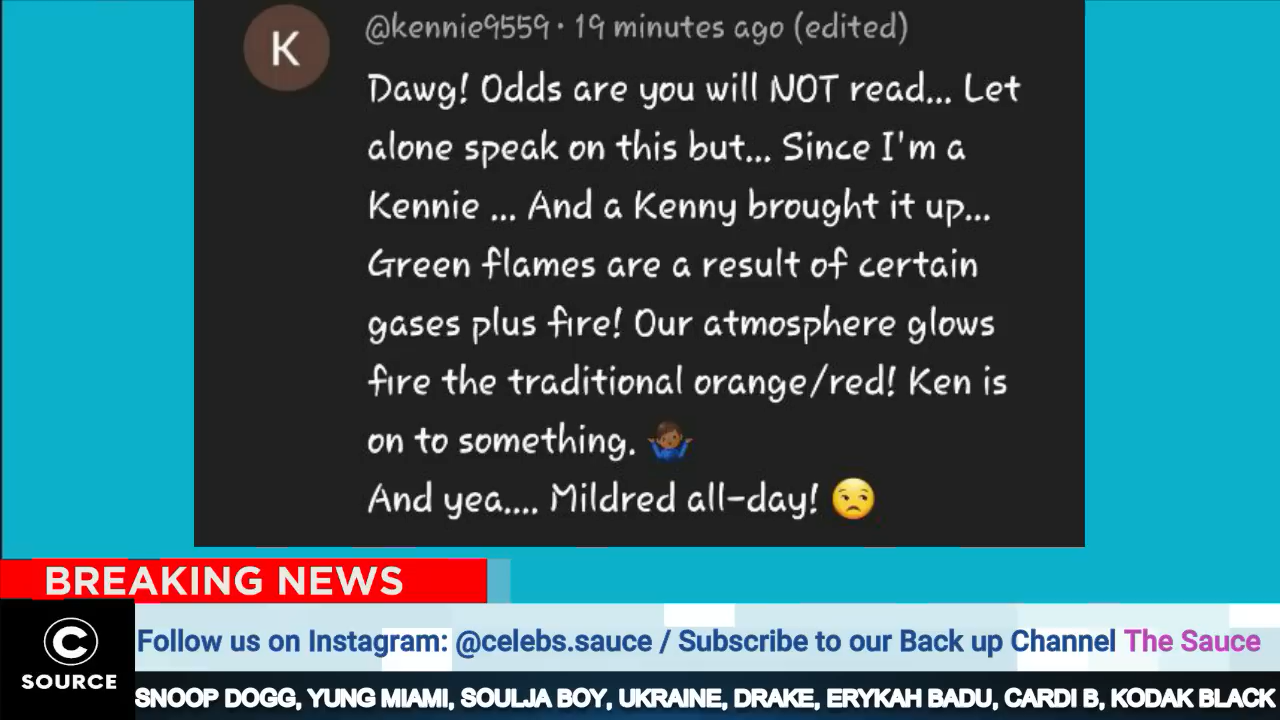 K
@kennie9559 · 19 minutes ago (edited)
Dawg! Odds are you will NOT read... Let
alone speak on this but... Since I'm a
Kennie ... And a Kenny brought it up...
Green flames are a result of certain
gases plus fire! Our atmosphere glows
fire the traditional orange/red! Ken is
on to something. 🤷🏾‍♂️
And yea.... Mildred all-day! 😒
BREAKING NEWS
C
SOURCE
Follow us on Instagram: @celebs.sauce / Subscribe to our Back up Channel The Sauce
SNOOP DOGG, YUNG MIAMI, SOULJA BOY, UKRAINE, DRAKE, ERYKAH BADU, CARDI B, KODAK BLACK